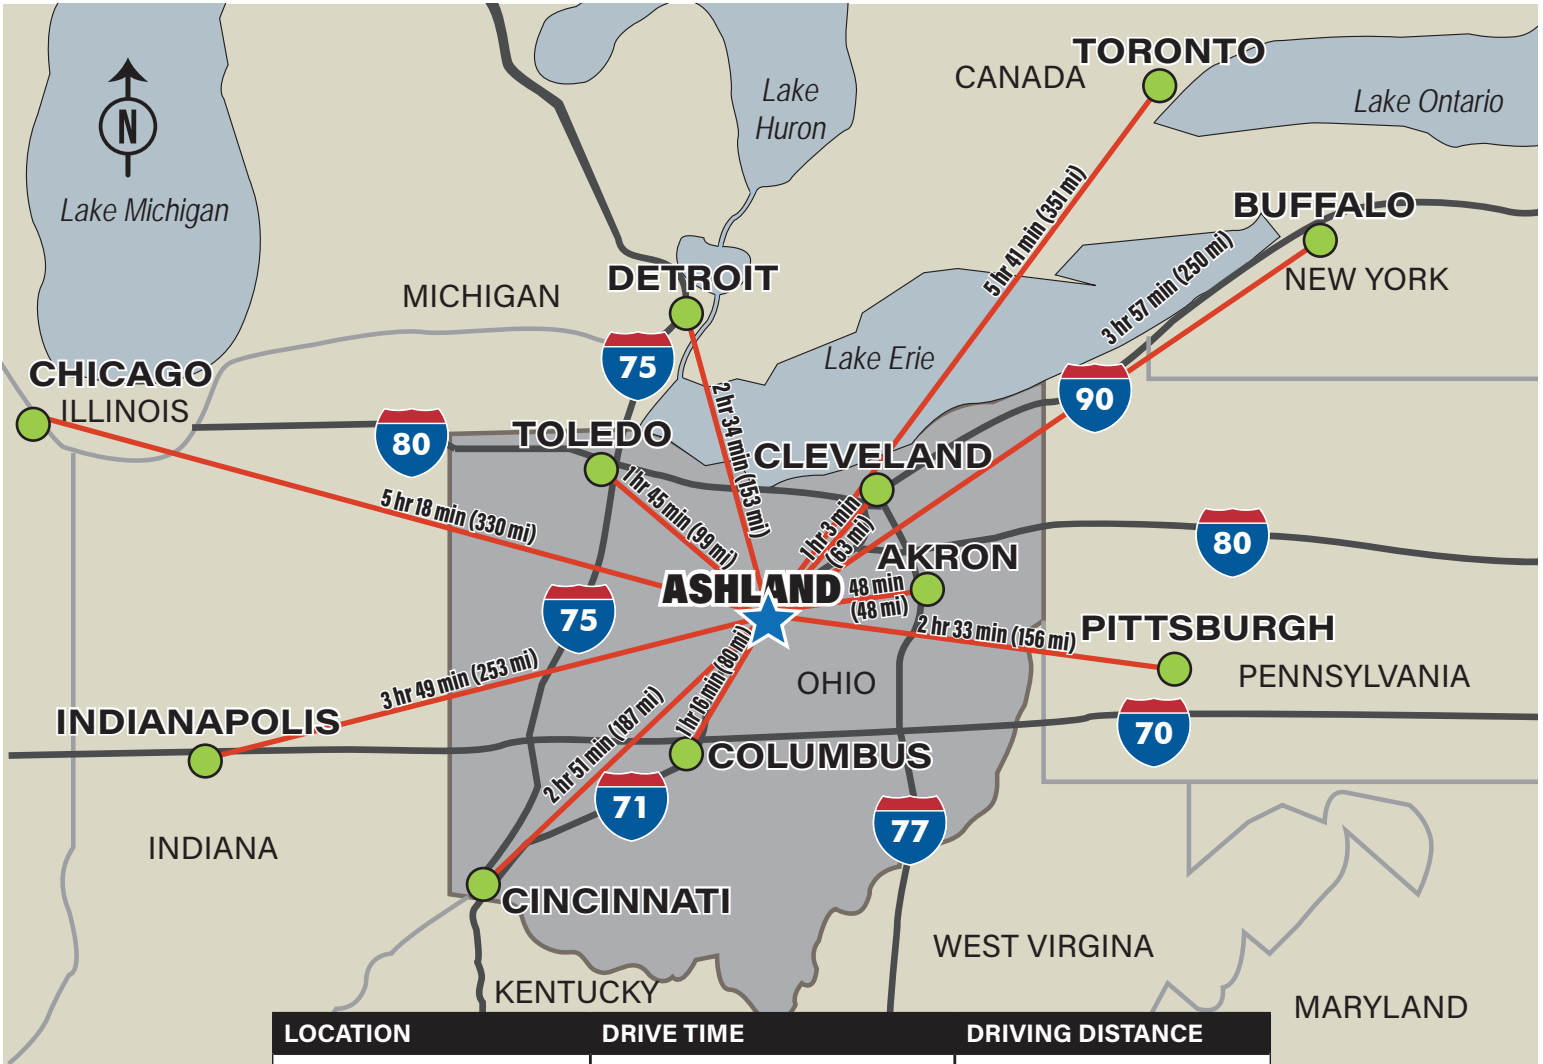 TORONTO
CANADA
Lake Ontario
Lake
Huron
N
Lake Michigan
5 hr 41 min (351 mi)
BUFFALO
3 hr 57 min (250 mi)
NEW YORK
DETROIT
MICHIGAN
75
Lake Erie
CHICAGO
ILLINOIS
90
80
TOLEDO
2 hr 34 min (153 mi)
CLEVELAND
5 hr 18 min (330 mi)
1 hr 45 min (99 mi)
1 hr 3 min
(63 mi)
80
AKRON
ASHLAND
48 min
(48 mi)
75
2 hr 33 min (156 mi)
PITTSBURGH
PENNSYLVANIA
3 hr 49 min (253 mi)
1 hr 16 min (80 mi)
OHIO
INDIANAPOLIS
2 hr 51 min (187 mi)
70
COLUMBUS
71
77
INDIANA
CINCINNATI
WEST VIRGINA
KENTUCKY
MARYLAND
LOCATION DRIVE TIME DRIVING DISTANCE